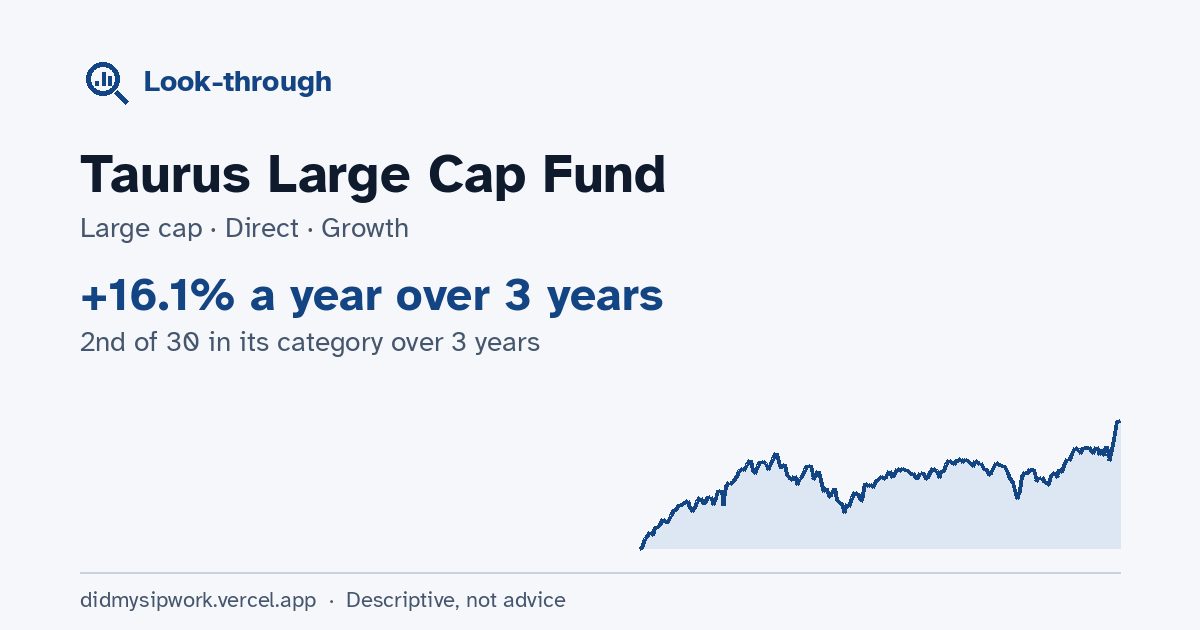 Look-through
Taurus Large Cap Fund
Large cap · Direct · Growth
+16.1% a year over 3 years
2nd of 30 in its category over 3 years
didmysipwork.vercel.app · Descriptive, not advice